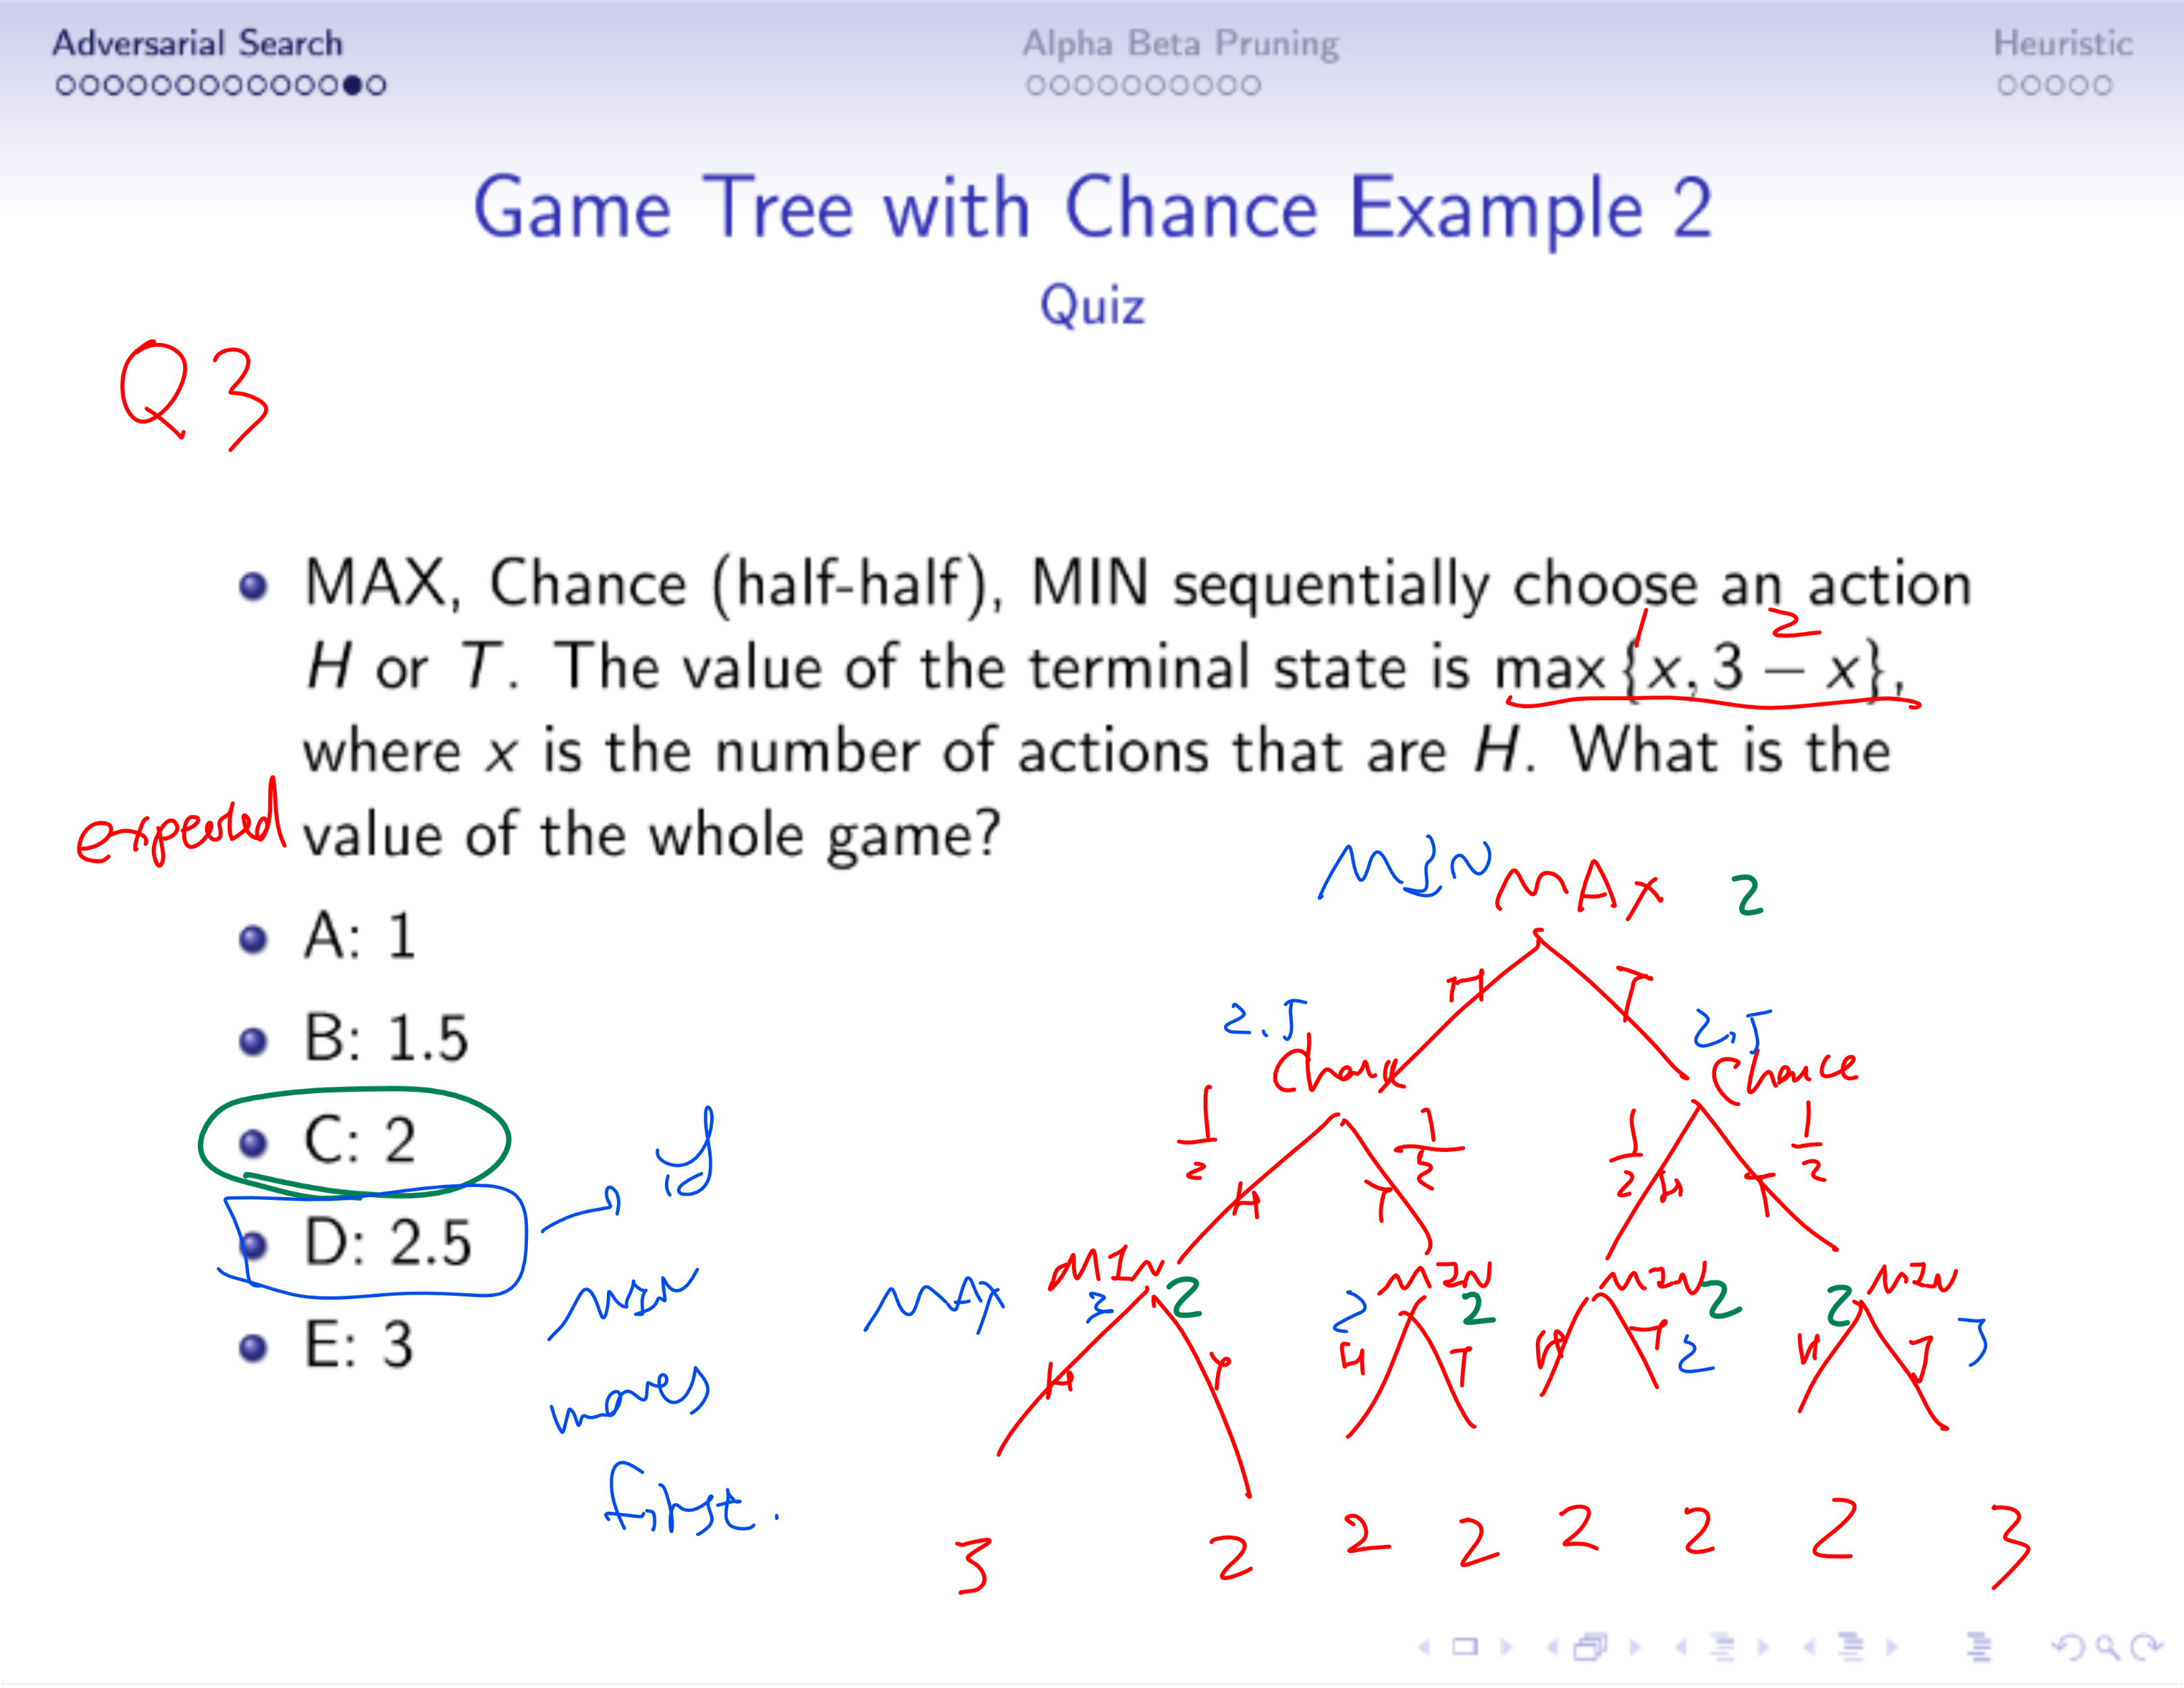 Adversarial Search
Alpha Beta Pruning
Heuristic
Game Tree with Chance Example 2
Quiz
Q3
MAX, Chance (half-half), MIN sequentially choose an action
1 2
H or T. The value of the terminal state is max {x, 3 − x},
where x is the number of actions that are H. What is the
expected value of the whole game?
A: 1
B: 1.5
C: 2
D: 2.5
E: 3
if
MIN
moves
first.
MIN MAX 2
H T
2.5 2.5
Chance Chance
1/2 1/2 1/2 1/2
H T H T
MIN MIN MIN MIN
MAX 3 2 2 2 2 2 2 3
H T H T H T H T
3 2 2 2 2 2 2 3